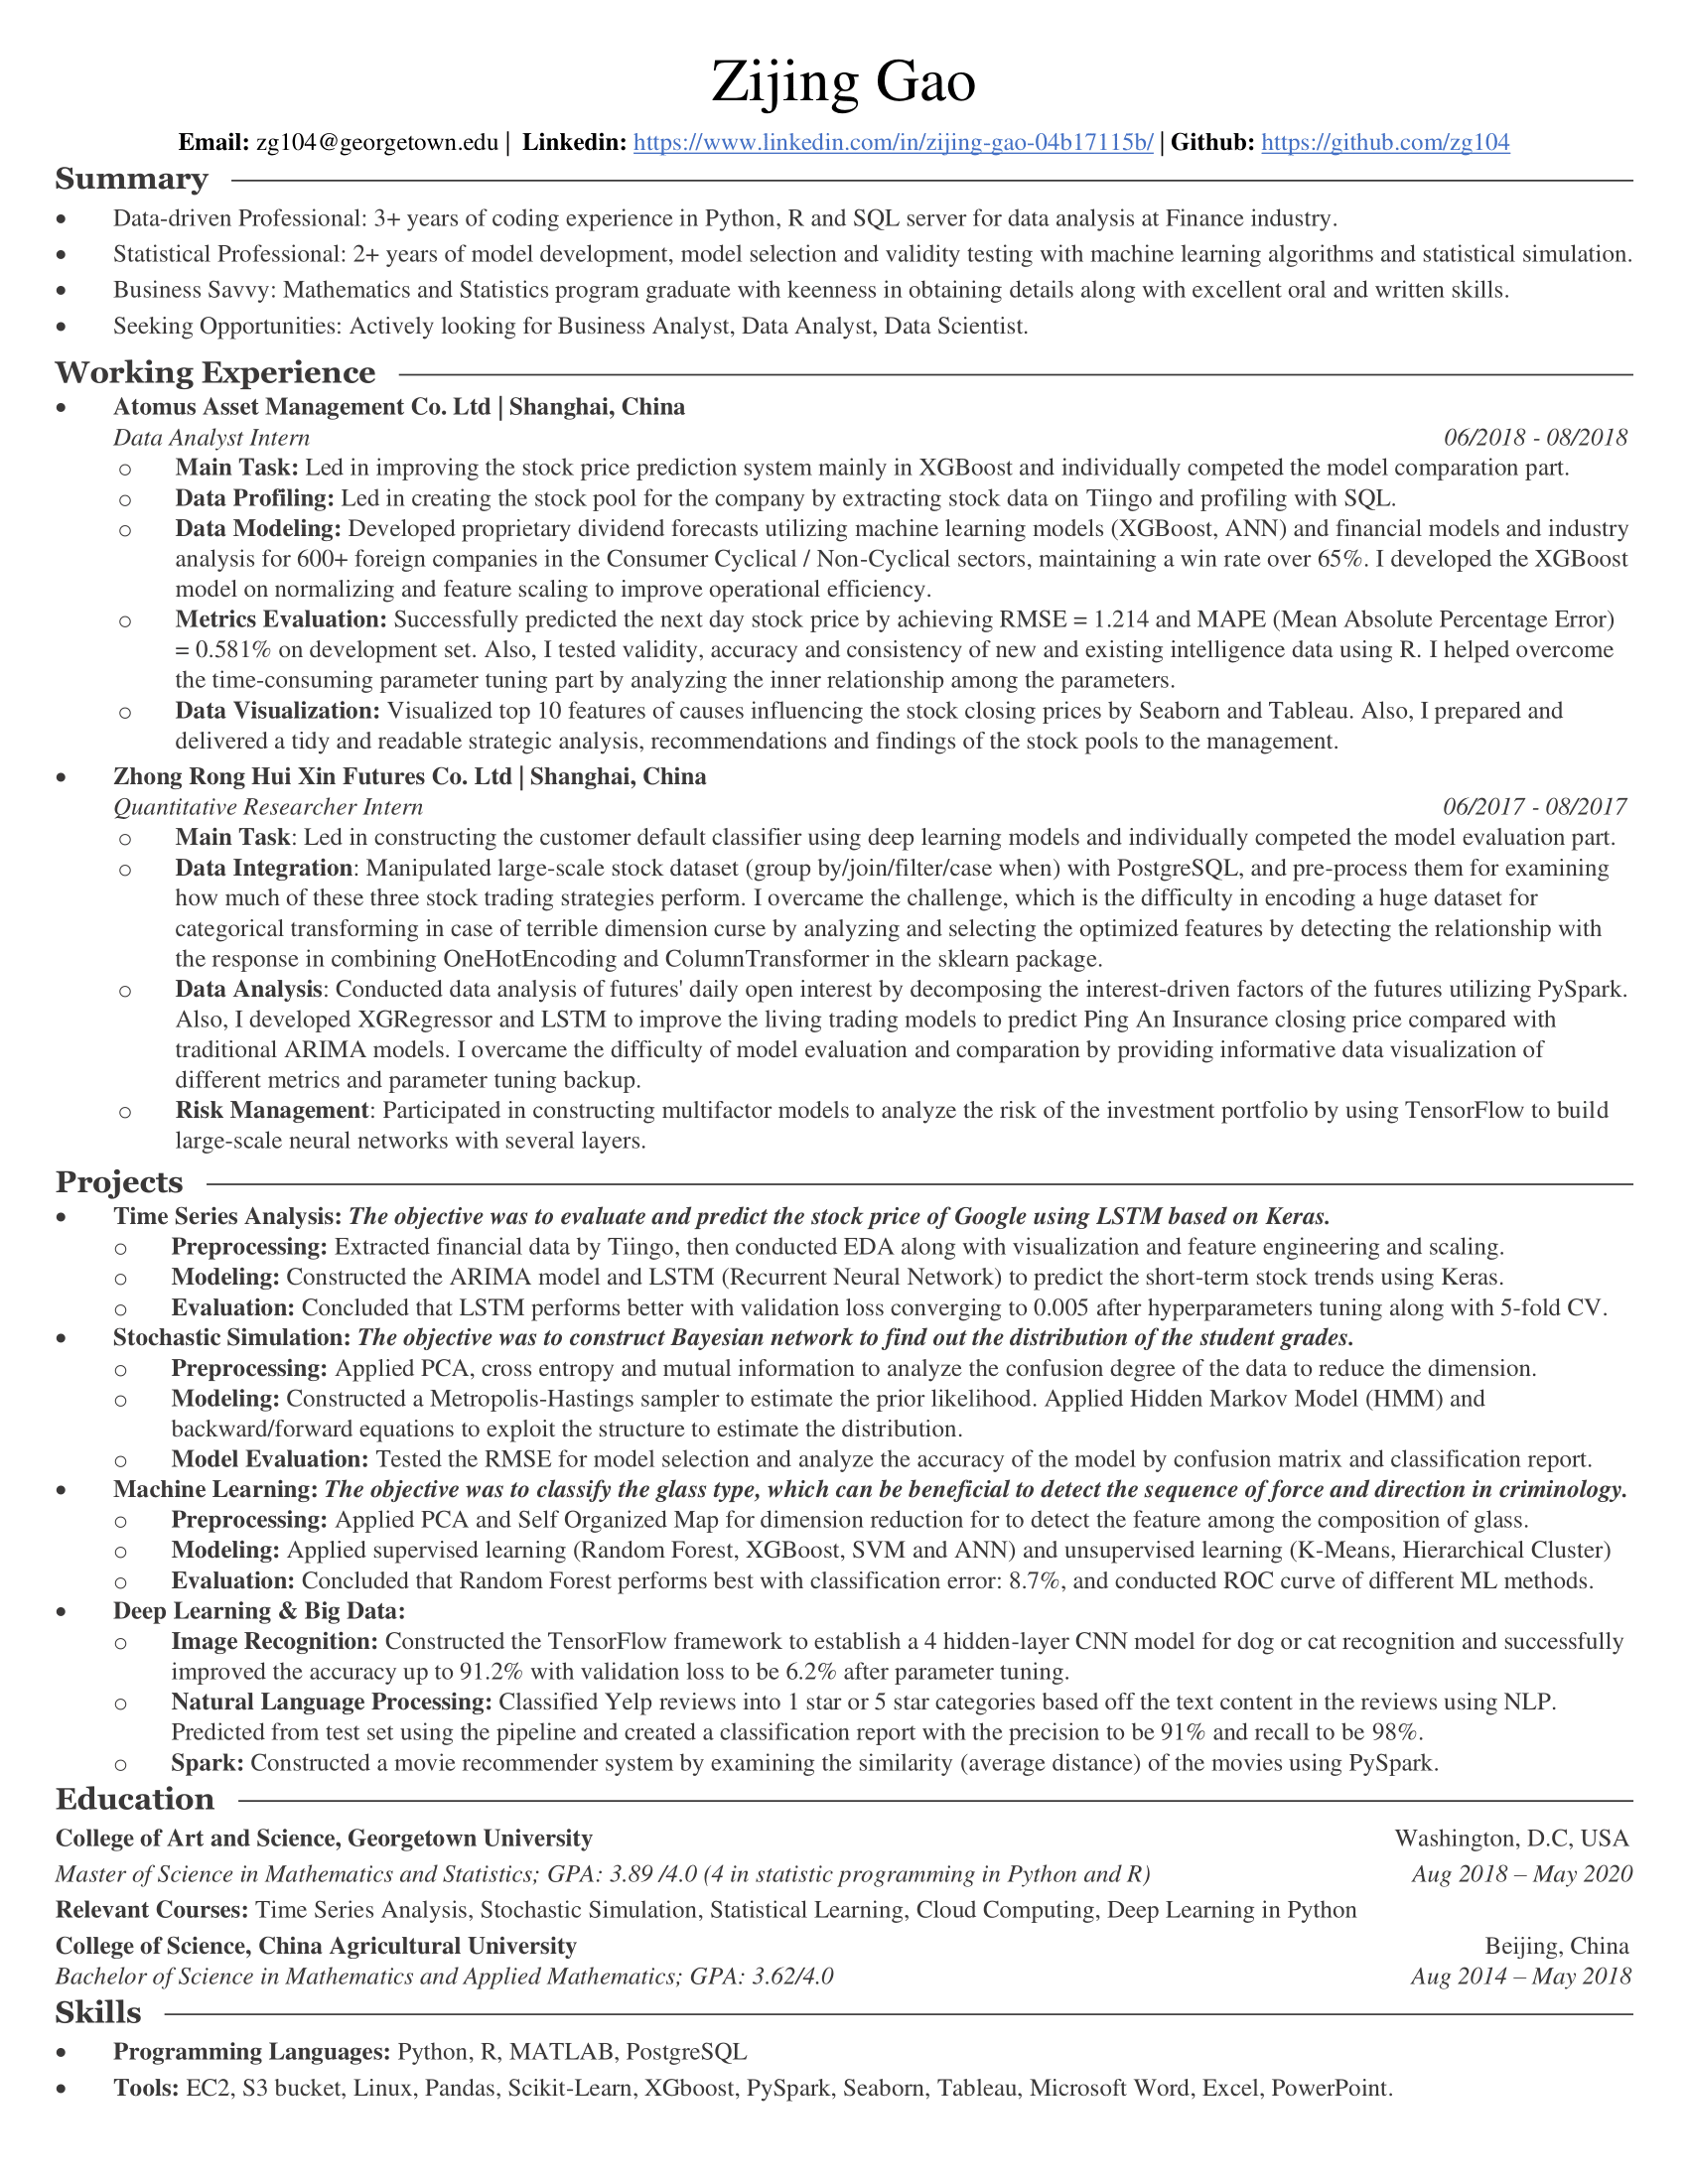 Zijing Gao
Email: zg104@georgetown.edu | Linkedin: https://www.linkedin.com/in/zijing-gao-04b17115b/ | Github: https://github.com/zg104
Summary
• Data-driven Professional: 3+ years of coding experience in Python, R and SQL server for data analysis at Finance industry.
• Statistical Professional: 2+ years of model development, model selection and validity testing with machine learning algorithms and statistical simulation.
• Business Savvy: Mathematics and Statistics program graduate with keenness in obtaining details along with excellent oral and written skills.
• Seeking Opportunities: Actively looking for Business Analyst, Data Analyst, Data Scientist.
Working Experience
• Atomus Asset Management Co. Ltd | Shanghai, China
Data Analyst Intern 06/2018 - 08/2018
o Main Task: Led in improving the stock price prediction system mainly in XGBoost and individually competed the model comparation part.
o Data Profiling: Led in creating the stock pool for the company by extracting stock data on Tiingo and profiling with SQL.
o Data Modeling: Developed proprietary dividend forecasts utilizing machine learning models (XGBoost, ANN) and financial models and industry
analysis for 600+ foreign companies in the Consumer Cyclical / Non-Cyclical sectors, maintaining a win rate over 65%. I developed the XGBoost
model on normalizing and feature scaling to improve operational efficiency.
o Metrics Evaluation: Successfully predicted the next day stock price by achieving RMSE = 1.214 and MAPE (Mean Absolute Percentage Error)
= 0.581% on development set. Also, I tested validity, accuracy and consistency of new and existing intelligence data using R. I helped overcome
the time-consuming parameter tuning part by analyzing the inner relationship among the parameters.
o Data Visualization: Visualized top 10 features of causes influencing the stock closing prices by Seaborn and Tableau. Also, I prepared and
delivered a tidy and readable strategic analysis, recommendations and findings of the stock pools to the management.
• Zhong Rong Hui Xin Futures Co. Ltd | Shanghai, China
Quantitative Researcher Intern 06/2017 - 08/2017
o Main Task: Led in constructing the customer default classifier using deep learning models and individually competed the model evaluation part.
o Data Integration: Manipulated large-scale stock dataset (group by/join/filter/case when) with PostgreSQL, and pre-process them for examining
how much of these three stock trading strategies perform. I overcame the challenge, which is the difficulty in encoding a huge dataset for
categorical transforming in case of terrible dimension curse by analyzing and selecting the optimized features by detecting the relationship with
the response in combining OneHotEncoding and ColumnTransformer in the sklearn package.
o Data Analysis: Conducted data analysis of futures' daily open interest by decomposing the interest-driven factors of the futures utilizing PySpark.
Also, I developed XGRegressor and LSTM to improve the living trading models to predict Ping An Insurance closing price compared with
traditional ARIMA models. I overcame the difficulty of model evaluation and comparation by providing informative data visualization of
different metrics and parameter tuning backup.
o Risk Management: Participated in constructing multifactor models to analyze the risk of the investment portfolio by using TensorFlow to build
large-scale neural networks with several layers.
Projects
• Time Series Analysis: The objective was to evaluate and predict the stock price of Google using LSTM based on Keras.
o Preprocessing: Extracted financial data by Tiingo, then conducted EDA along with visualization and feature engineering and scaling.
o Modeling: Constructed the ARIMA model and LSTM (Recurrent Neural Network) to predict the short-term stock trends using Keras.
o Evaluation: Concluded that LSTM performs better with validation loss converging to 0.005 after hyperparameters tuning along with 5-fold CV.
• Stochastic Simulation: The objective was to construct Bayesian network to find out the distribution of the student grades.
o Preprocessing: Applied PCA, cross entropy and mutual information to analyze the confusion degree of the data to reduce the dimension.
o Modeling: Constructed a Metropolis-Hastings sampler to estimate the prior likelihood. Applied Hidden Markov Model (HMM) and
backward/forward equations to exploit the structure to estimate the distribution.
o Model Evaluation: Tested the RMSE for model selection and analyze the accuracy of the model by confusion matrix and classification report.
• Machine Learning: The objective was to classify the glass type, which can be beneficial to detect the sequence of force and direction in criminology.
o Preprocessing: Applied PCA and Self Organized Map for dimension reduction for to detect the feature among the composition of glass.
o Modeling: Applied supervised learning (Random Forest, XGBoost, SVM and ANN) and unsupervised learning (K-Means, Hierarchical Cluster)
o Evaluation: Concluded that Random Forest performs best with classification error: 8.7%, and conducted ROC curve of different ML methods.
• Deep Learning & Big Data:
o Image Recognition: Constructed the TensorFlow framework to establish a 4 hidden-layer CNN model for dog or cat recognition and successfully
improved the accuracy up to 91.2% with validation loss to be 6.2% after parameter tuning.
o Natural Language Processing: Classified Yelp reviews into 1 star or 5 star categories based off the text content in the reviews using NLP.
Predicted from test set using the pipeline and created a classification report with the precision to be 91% and recall to be 98%.
o Spark: Constructed a movie recommender system by examining the similarity (average distance) of the movies using PySpark.
Education
College of Art and Science, Georgetown University Washington, D.C, USA
Master of Science in Mathematics and Statistics; GPA: 3.89 /4.0 (4 in statistic programming in Python and R) Aug 2018 – May 2020
Relevant Courses: Time Series Analysis, Stochastic Simulation, Statistical Learning, Cloud Computing, Deep Learning in Python
College of Science, China Agricultural University Beijing, China
Bachelor of Science in Mathematics and Applied Mathematics; GPA: 3.62/4.0 Aug 2014 – May 2018
Skills
• Programming Languages: Python, R, MATLAB, PostgreSQL
• Tools: EC2, S3 bucket, Linux, Pandas, Scikit-Learn, XGboost, PySpark, Seaborn, Tableau, Microsoft Word, Excel, PowerPoint.